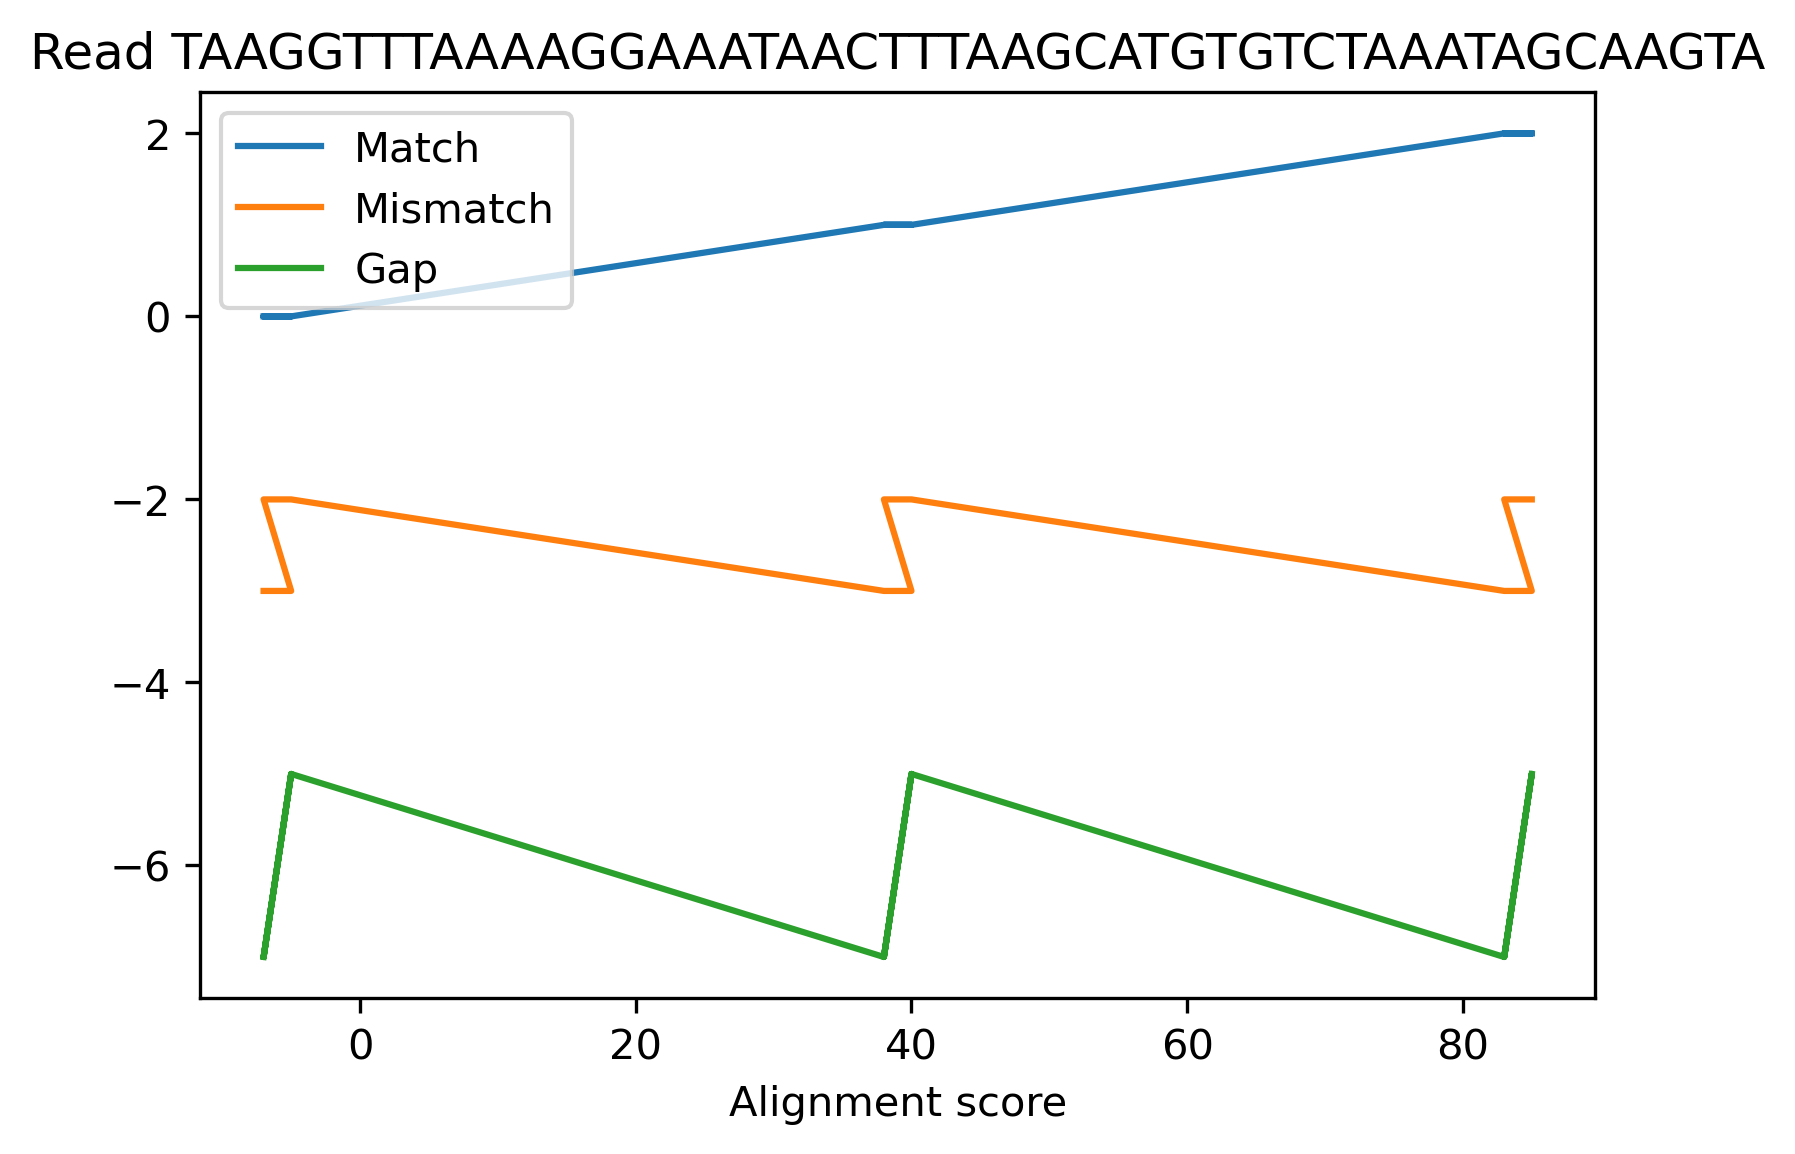 Read TAAGGTTTAAAAGGAAATAACTTTAAGCATGTGTCTAAATAGCAAGTA
Match
Mismatch
Gap
2
0
−2
−4
−6
0 20 40 60 80
Alignment score